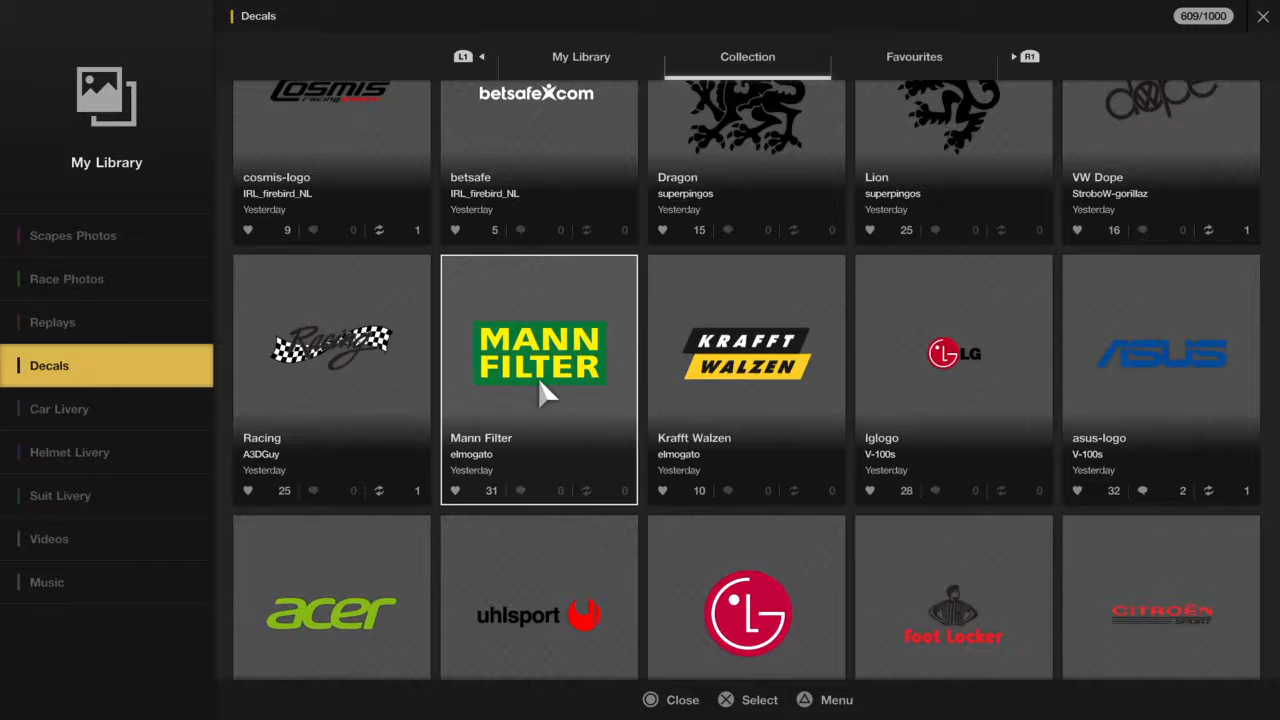 Decals
609/1000
L1
My Library
Collection
Favourites
R1
My Library
Scapes Photos
Race Photos
Replays
Decals
Car Livery
Helmet Livery
Suit Livery
Videos
Music
COSMIS
racing
betsafe.com
dope
cosmis-logo
IRL_firebird_NL
Yesterday
9 0 1
betsafe
IRL_firebird_NL
Yesterday
5 0 0
Dragon
superpingos
Yesterday
15 0 0
Lion
superpingos
Yesterday
25 0 0
VW Dope
StroboW-gorillaz
Yesterday
16 0 1
Racing
Racing
A3DGuy
Yesterday
25 0 1
MANN
FILTER
Mann Filter
elmogato
Yesterday
31 0 0
KRAFFT
WALZEN
Krafft Walzen
elmogato
Yesterday
10 0 0
LG
lglogo
V-100s
Yesterday
28 0 0
ASUS
asus-logo
V-100s
Yesterday
32 2 1
acer
uhlsport
LG
Foot Locker
CITROËN
SPORT
Close
Select
Menu